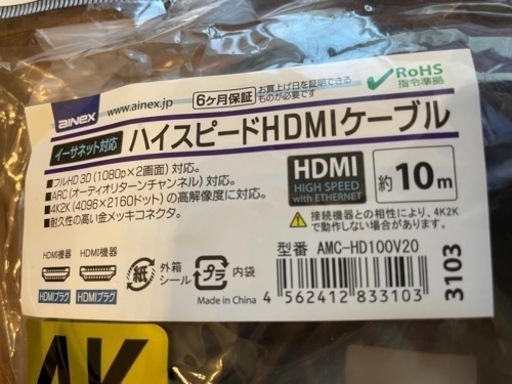 ainex
www.ainex.jp
6ヶ月保証
お買上げ日を証明できる
ものが必要です
RoHS
指令準拠
イーサネット対応
ハイスピードHDMIケーブル
■フルHD 3D(1080p×2画面)対応。
■ARC(オーディオリターンチャンネル)対応。
■4K2K(4096×2160ドット)の高解像度に対応。
■耐久性の高い金メッキコネクタ。
HDMI
HIGH SPEED
with ETHERNET
約10m
接続機器との相性により、4K2K
で動作しない場合があります。
HDMI機器 HDMI機器
HDMIプラグ HDMIプラグ
紙 外箱
シール
プラ 内袋
Made in China
型番 AMC-HD100V20
4 562412 833103
3103
4K